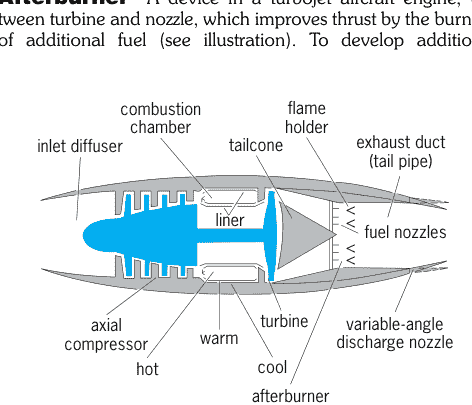 Afterburner A device in a turbojet aircraft engine,
tween turbine and nozzle, which improves thrust by the burn
of additional fuel (see illustration). To develop additio
combustion
chamber
flame
holder
inlet diffuser
tailcone
exhaust duct
(tail pipe)
liner
fuel nozzles
axial
compressor
warm
turbine
variable-angle
discharge nozzle
hot
cool
afterburner